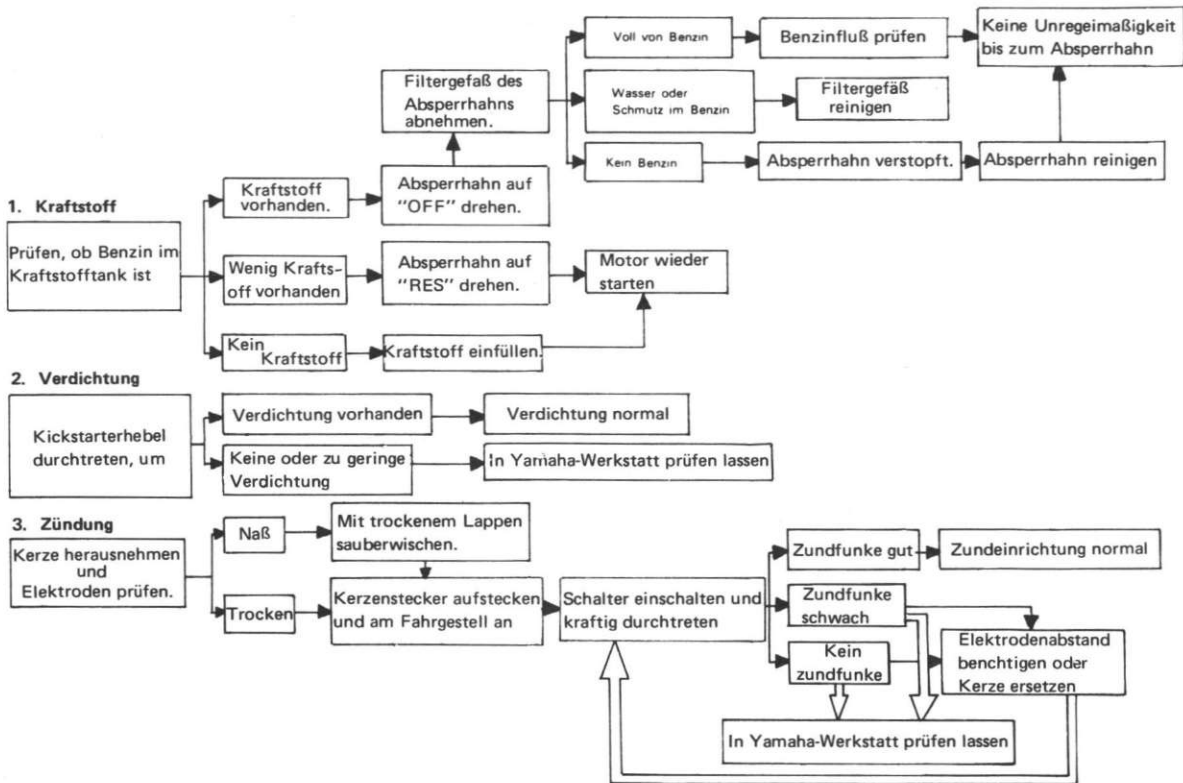 1. Kraftstoff
Prüfen, ob Benzin im
Kraftstofftank ist
Kraftstoff
vorhanden.
Absperrhahn auf
"OFF" drehen.
Filtergefaß des
Absperrhahns
abnehmen.
Voll von Benzin
Benzinfluß prüfen
Keine Unregeimaßigkeit
bis zum Absperrhahn
Wasser oder
Schmutz im Benzin
Filtergefäß
reinigen
Kein Benzin
Absperrhahn verstopft.
Absperrhahn reinigen
Wenig Krafts-
off vorhanden
Absperrhahn auf
"RES" drehen.
Motor wieder
starten
Kein
Kraftstoff
Kraftstoff einfüllen.
2. Verdichtung
Kickstarterhebel
durchtreten, um
Verdichtung vorhanden
Verdichtung normal
Keine oder zu geringe
Verdichtung
In Yamaha-Werkstatt prüfen lassen
3. Zündung
Kerze herausnehmen
und
Elektroden prüfen.
Naß
Mit trockenem Lappen
sauberwischen.
Trocken
Kerzenstecker aufstecken
und am Fahrgestell an
Schalter einschalten und
kraftig durchtreten
Zundfunke gut
Zundeinrichtung normal
Zundfunke
schwach
Kein
zundfunke
Elektrodenabstand
benchtigen oder
Kerze ersetzen
In Yamaha-Werkstatt prüfen lassen